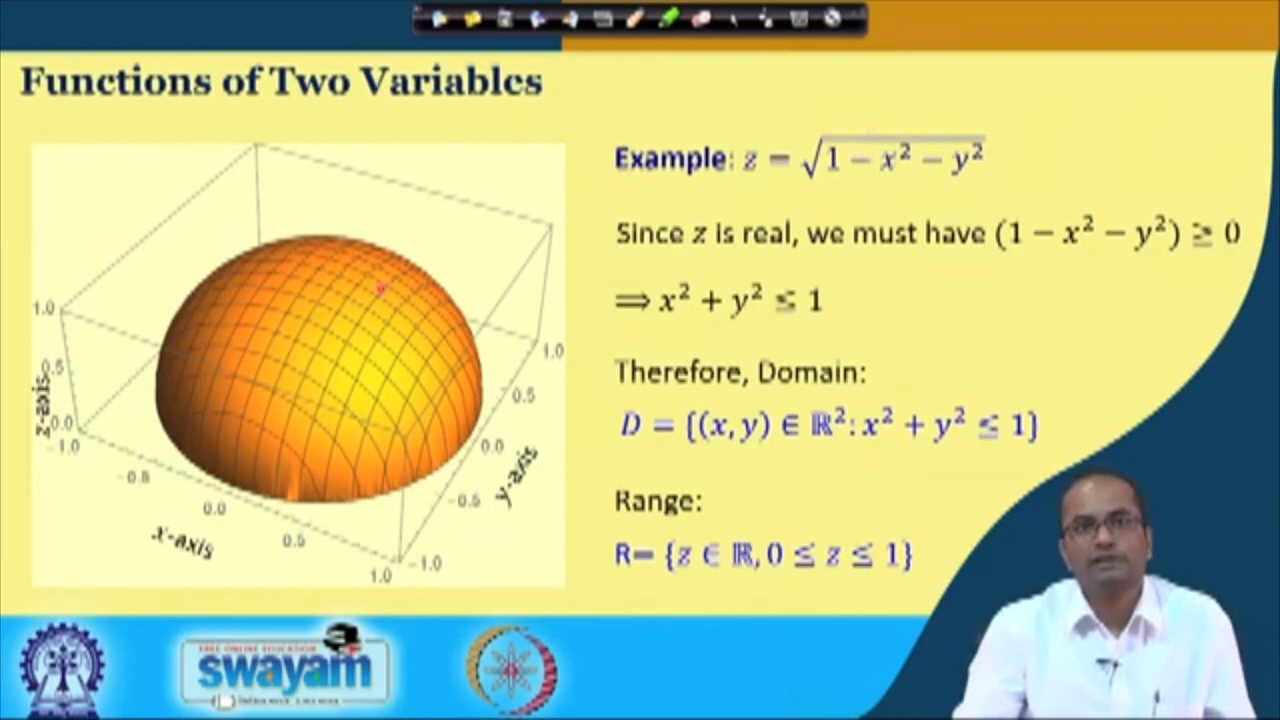 Functions of Two Variables
Example: z = √1 − x² − y²
Since z is real, we must have (1 − x² − y²) ≥ 0
⟹ x² + y² ≤ 1
Therefore, Domain:
D = {(x, y) ∈ ℝ²: x² + y² ≤ 1}
Range:
R= {z ∈ ℝ, 0 ≤ z ≤ 1}
1.0
0.5
0.0
z-axis
-1.0
-0.5
0.0
0.5
1.0
x-axis
1.0
0.5
0.0
-0.5
-1.0
y-axis
FREE ONLINE EDUCATION
swayam